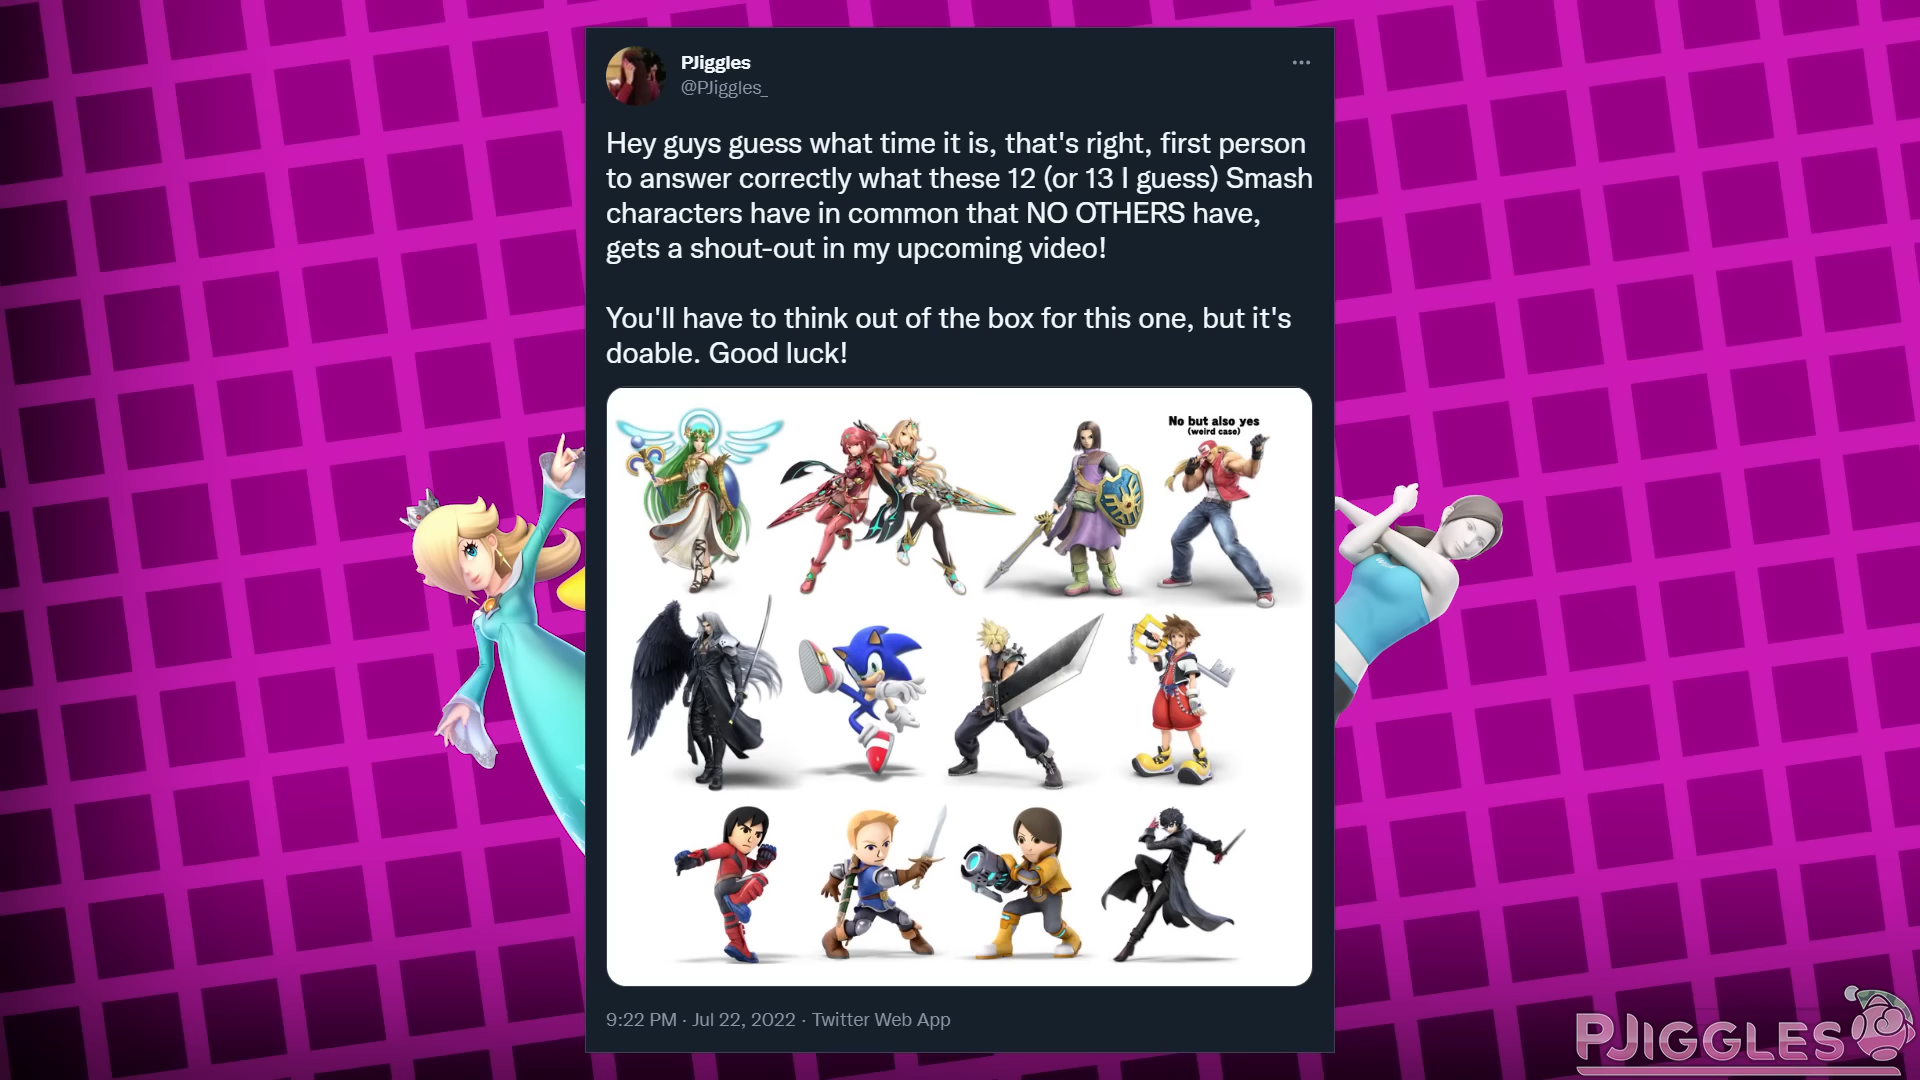 PJiggles
@PJiggles_
Hey guys guess what time it is, that's right, first person
to answer correctly what these 12 (or 13 I guess) Smash
characters have in common that NO OTHERS have,
gets a shout-out in my upcoming video!
You'll have to think out of the box for this one, but it's
doable. Good luck!
No but also yes
(weird case)
9:22 PM · Jul 22, 2022 · Twitter Web App
PJIGGLES